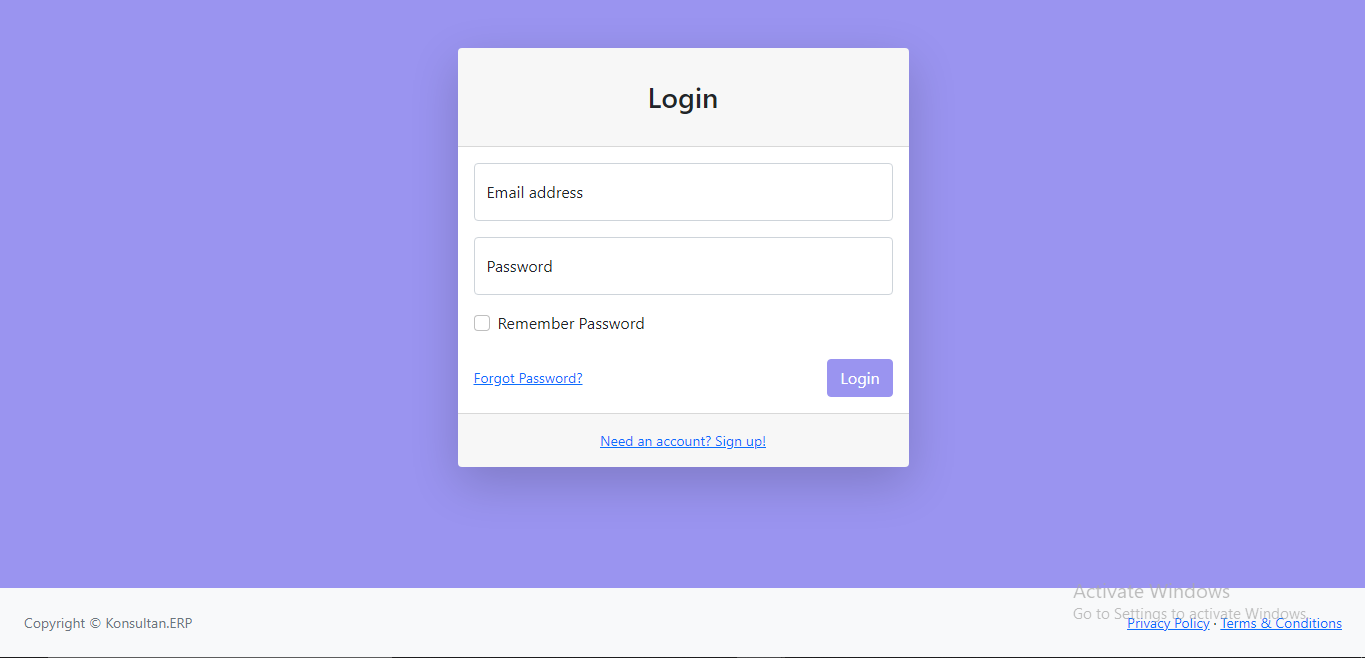 Login
Email address
Password
Remember Password
Forgot Password?
Login
Need an account? Sign up!
Activate Windows
Go to Settings to activate Windows.
Copyright © Konsultan.ERP
Privacy Policy · Terms & Conditions